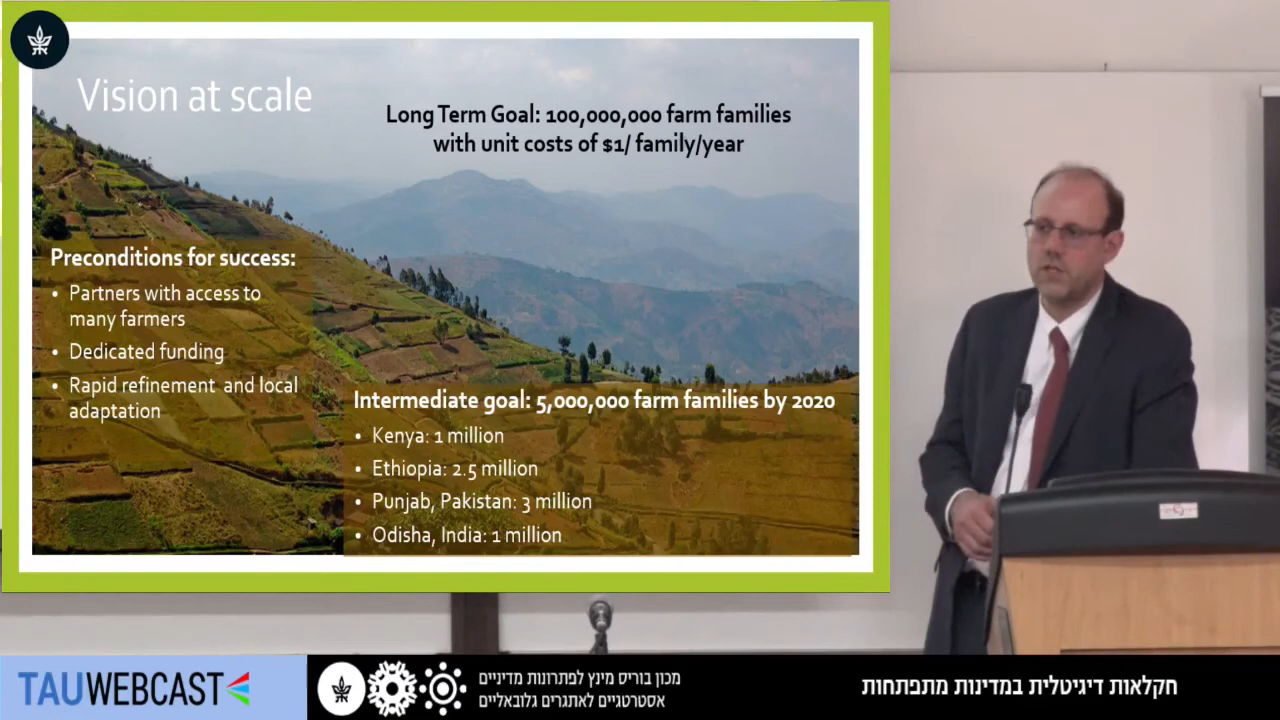 Vision at scale
Long Term Goal: 100,000,000 farm families
with unit costs of $1/ family/year
Preconditions for success:
• Partners with access to
many farmers
• Dedicated funding
• Rapid refinement and local
adaptation
Intermediate goal: 5,000,000 farm families by 2020
• Kenya: 1 million
• Ethiopia: 2.5 million
• Punjab, Pakistan: 3 million
• Odisha, India: 1 million
TAUWEBCAST
מכון בוריס מינץ לפתרונות מדיניים
אסטרטגיים לאתגרים גלובאליים
חקלאות דיגיטלית במדינות מתפתחות